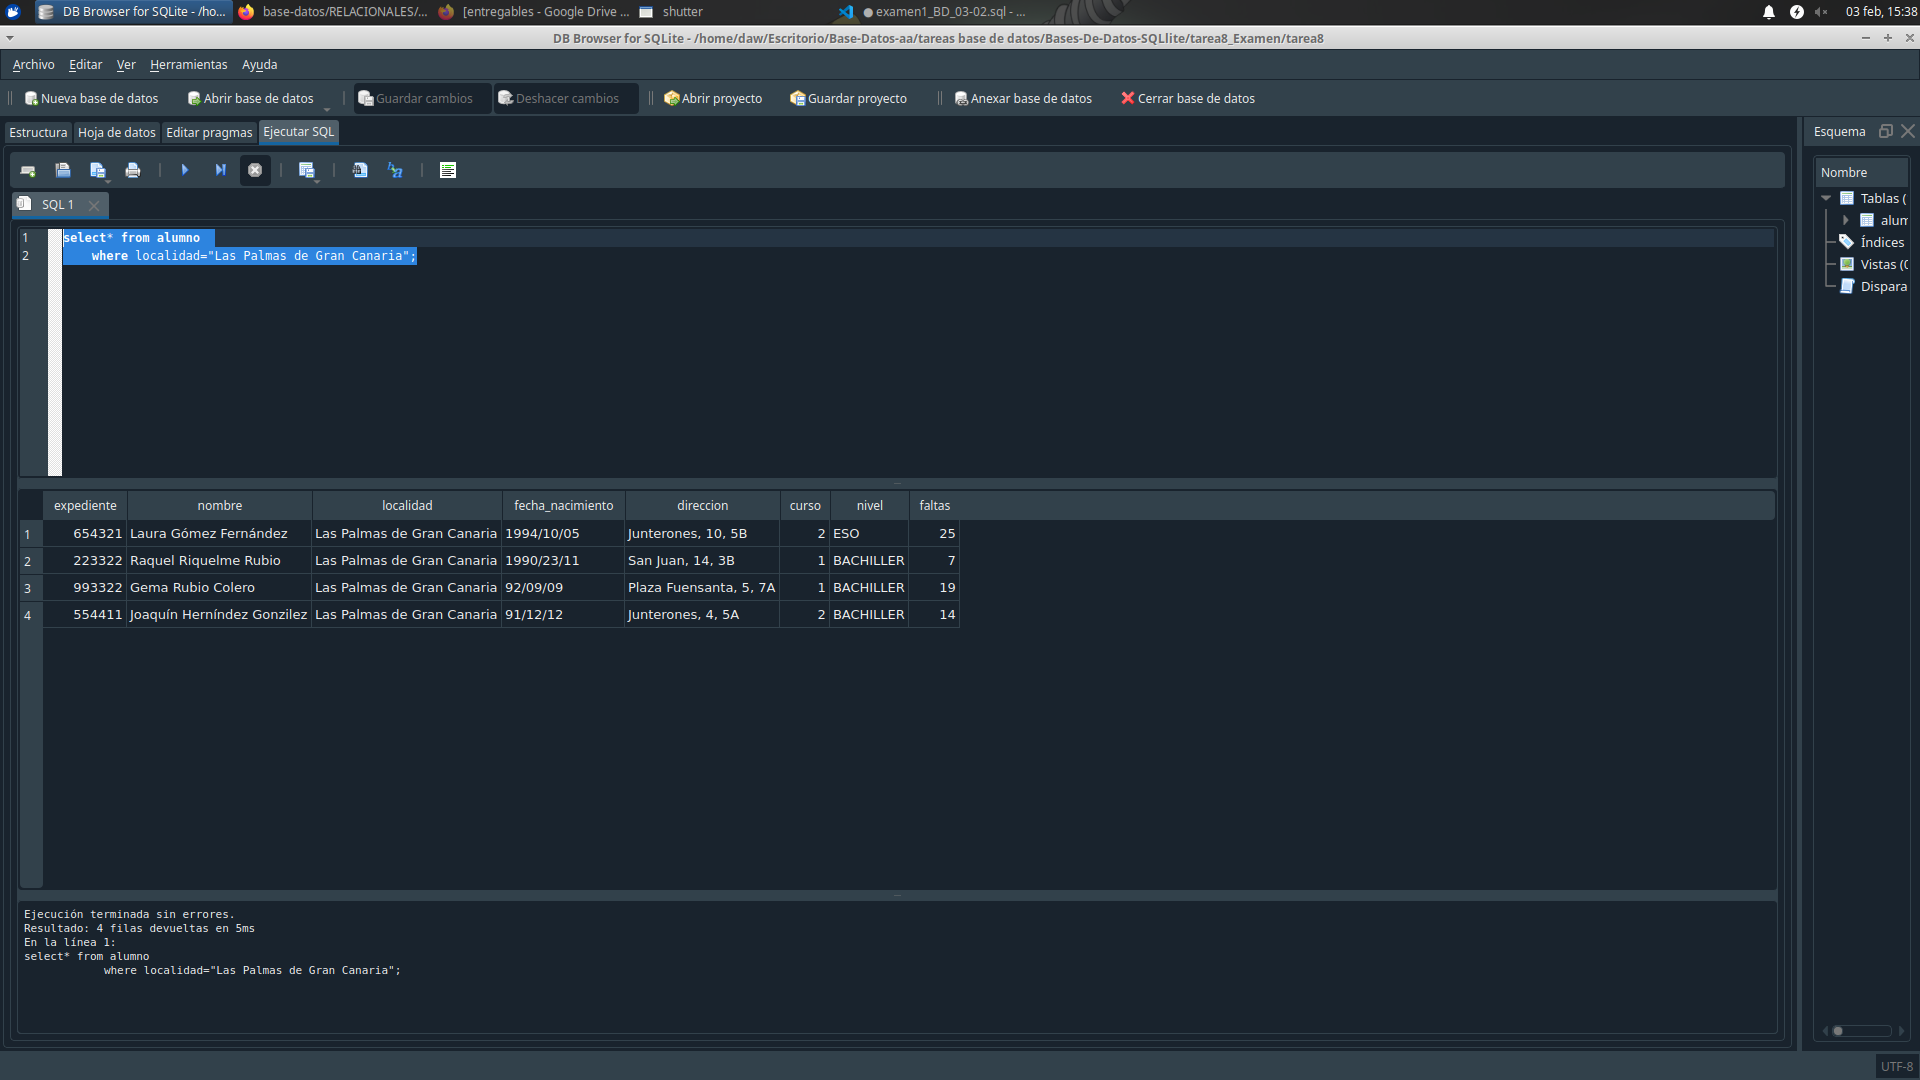 DB Browser for SQLite - /ho...
base-datos/RELACIONALES/...
[entregables - Google Drive ...
shutter
● examen1_BD_03-02.sql - ...
03 feb, 15:38
DB Browser for SQLite - /home/daw/Escritorio/Base-Datos-aa/tareas base de datos/Bases-De-Datos-SQLlite/tarea8_Examen/tarea8
Archivo Editar Ver Herramientas Ayuda
Nueva base de datos Abrir base de datos Guardar cambios Deshacer cambios Abrir proyecto Guardar proyecto Anexar base de datos Cerrar base de datos
Estructura Hoja de datos Editar pragmas Ejecutar SQL
SQL 1
1 select* from alumno
2 where localidad="Las Palmas de Gran Canaria";
expediente nombre localidad fecha_nacimiento direccion curso nivel faltas
1 654321 Laura Gómez Fernández Las Palmas de Gran Canaria 1994/10/05 Junterones, 10, 5B 2 ESO 25
2 223322 Raquel Riquelme Rubio Las Palmas de Gran Canaria 1990/23/11 San Juan, 14, 3B 1 BACHILLER 7
3 993322 Gema Rubio Colero Las Palmas de Gran Canaria 92/09/09 Plaza Fuensanta, 5, 7A 1 BACHILLER 19
4 554411 Joaquín Herníndez Gonzilez Las Palmas de Gran Canaria 91/12/12 Junterones, 4, 5A 2 BACHILLER 14
Ejecución terminada sin errores.
Resultado: 4 filas devueltas en 5ms
En la línea 1:
select* from alumno
where localidad="Las Palmas de Gran Canaria";
Esquema
Nombre
Tablas (
alum
Índices
Vistas (0
Dispara
UTF-8